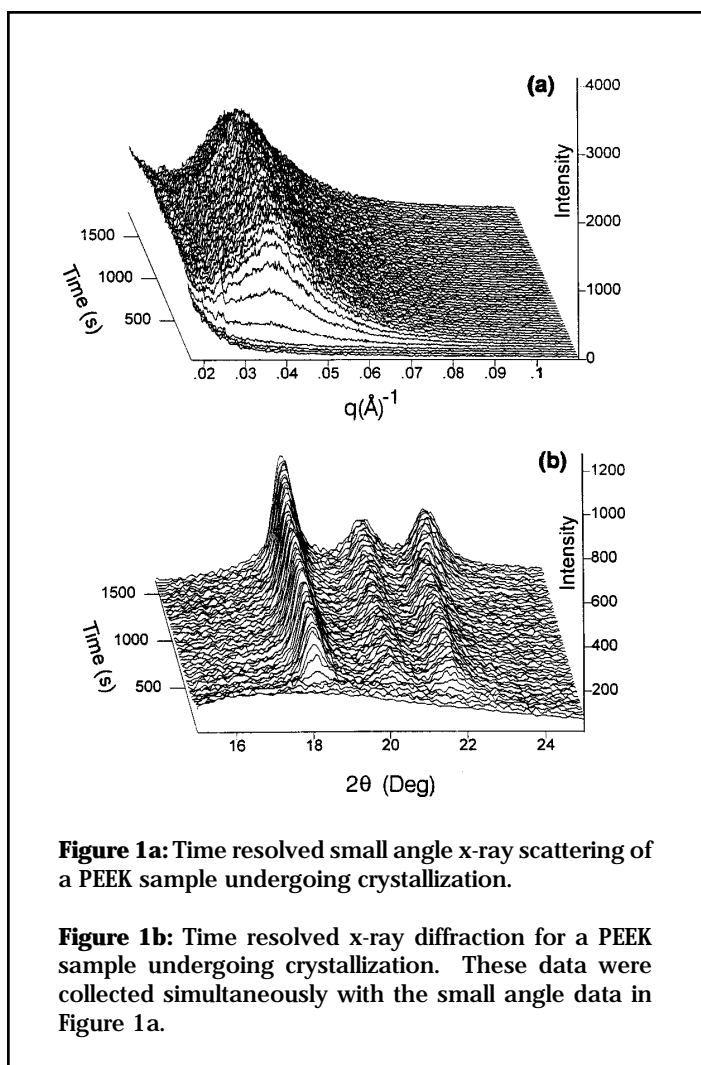 (a)
4000
3000
2000
1000
0
Intensity
1500
1000
500
Time (s)
.02 .03 .04 .05 .06 .07 .08 .09 .1
q(Å)-1
(b)
1200
1000
800
600
400
200
Intensity
1500
1000
500
Time (s)
16 18 20 22 24
2θ (Deg)
Figure 1a: Time resolved small angle x-ray scattering of
a PEEK sample undergoing crystallization.
Figure 1b: Time resolved x-ray diffraction for a PEEK
sample undergoing crystallization. These data were
collected simultaneously with the small angle data in
Figure 1a.